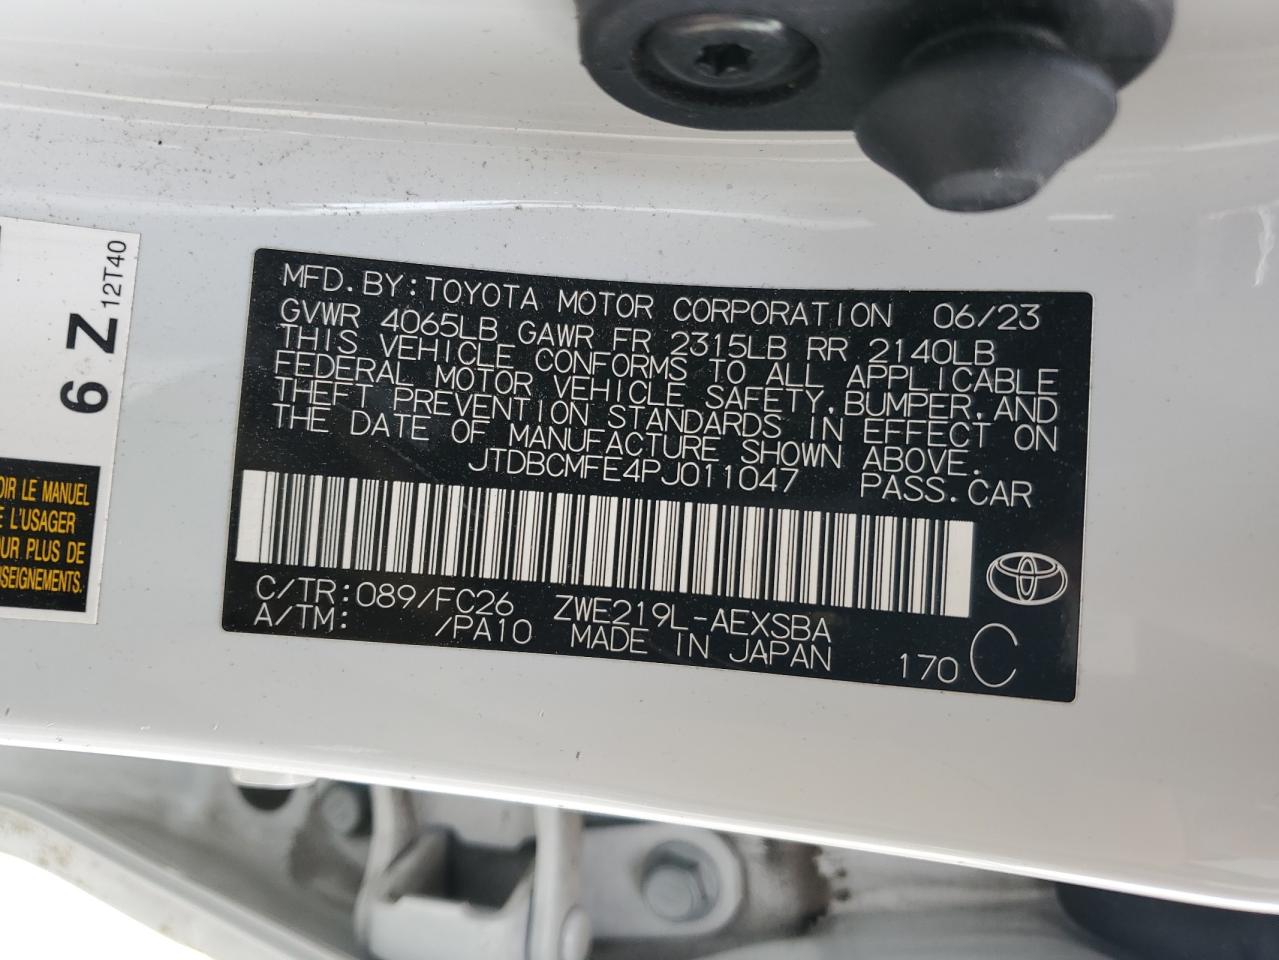 MFD.BY:TOYOTA MOTOR CORPORATION 06/23
GVWR 4065LB GAWR FR 2315LB RR 2140LB
THIS VEHICLE CONFORMS TO ALL APPLICABLE
FEDERAL MOTOR VEHICLE SAFETY,BUMPER,AND
THEFT PREVENTION STANDARDS IN EFFECT ON
THE DATE OF MANUFACTURE SHOWN ABOVE.
JTDBCMFE4PJ011047 PASS.CAR
C/TR:089/FC26 ZWE219L-AEXSBA
A/TM: /PA10 MADE IN JAPAN 170 C
6 Z 12T40
LE MANUEL
L'USAGER
PLUS DE